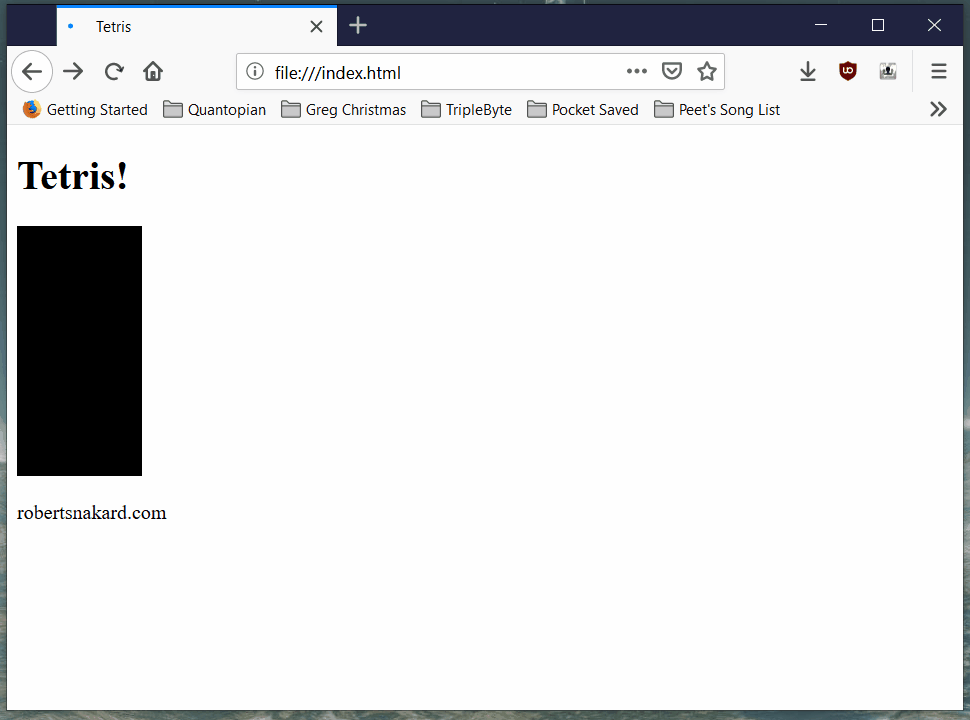 Tetris
file:///index.html
Getting Started Quantopian Greg Christmas TripleByte Pocket Saved Peet's Song List
Tetris!
robertsnakard.com